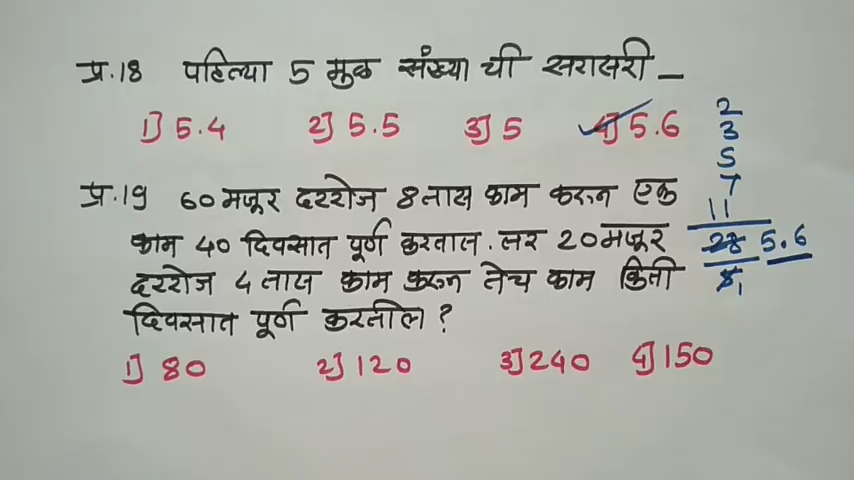 प्र.18 पहिल्या 5 मुळ संख्या ची सरासरी _
1] 5.4 2] 5.5 3] 5 4] 5.6
2
3
5
7
11
28 5.6
5 1
प्र.19 60 मजूर दररोज 8 तास काम करुन एक
काम 40 दिवसात पूर्ण करतात. तर 20 मजूर
दररोज 4 तास काम करुन तेच काम किती
दिवसात पूर्ण करतील ?
1] 80 2] 120 3] 240 4] 150